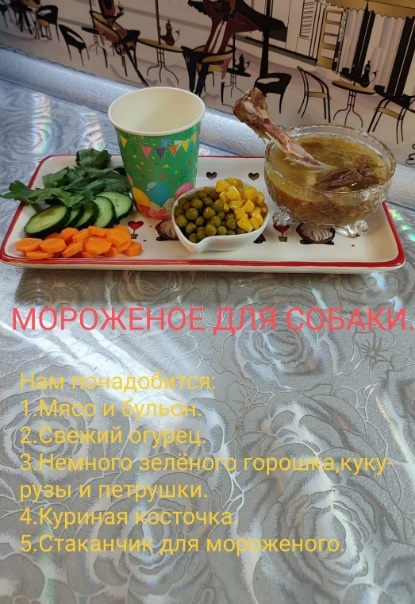 МОРОЖЕНОЕ ДЛЯ СОБАКИ.
Нам понадобится:
1.Мясо и бульон.
2.Свежий огурец.
3.Немного зелёного горошка,куку-
рузы и петрушки.
4.Куриная косточка.
5.Стаканчик для мороженого.